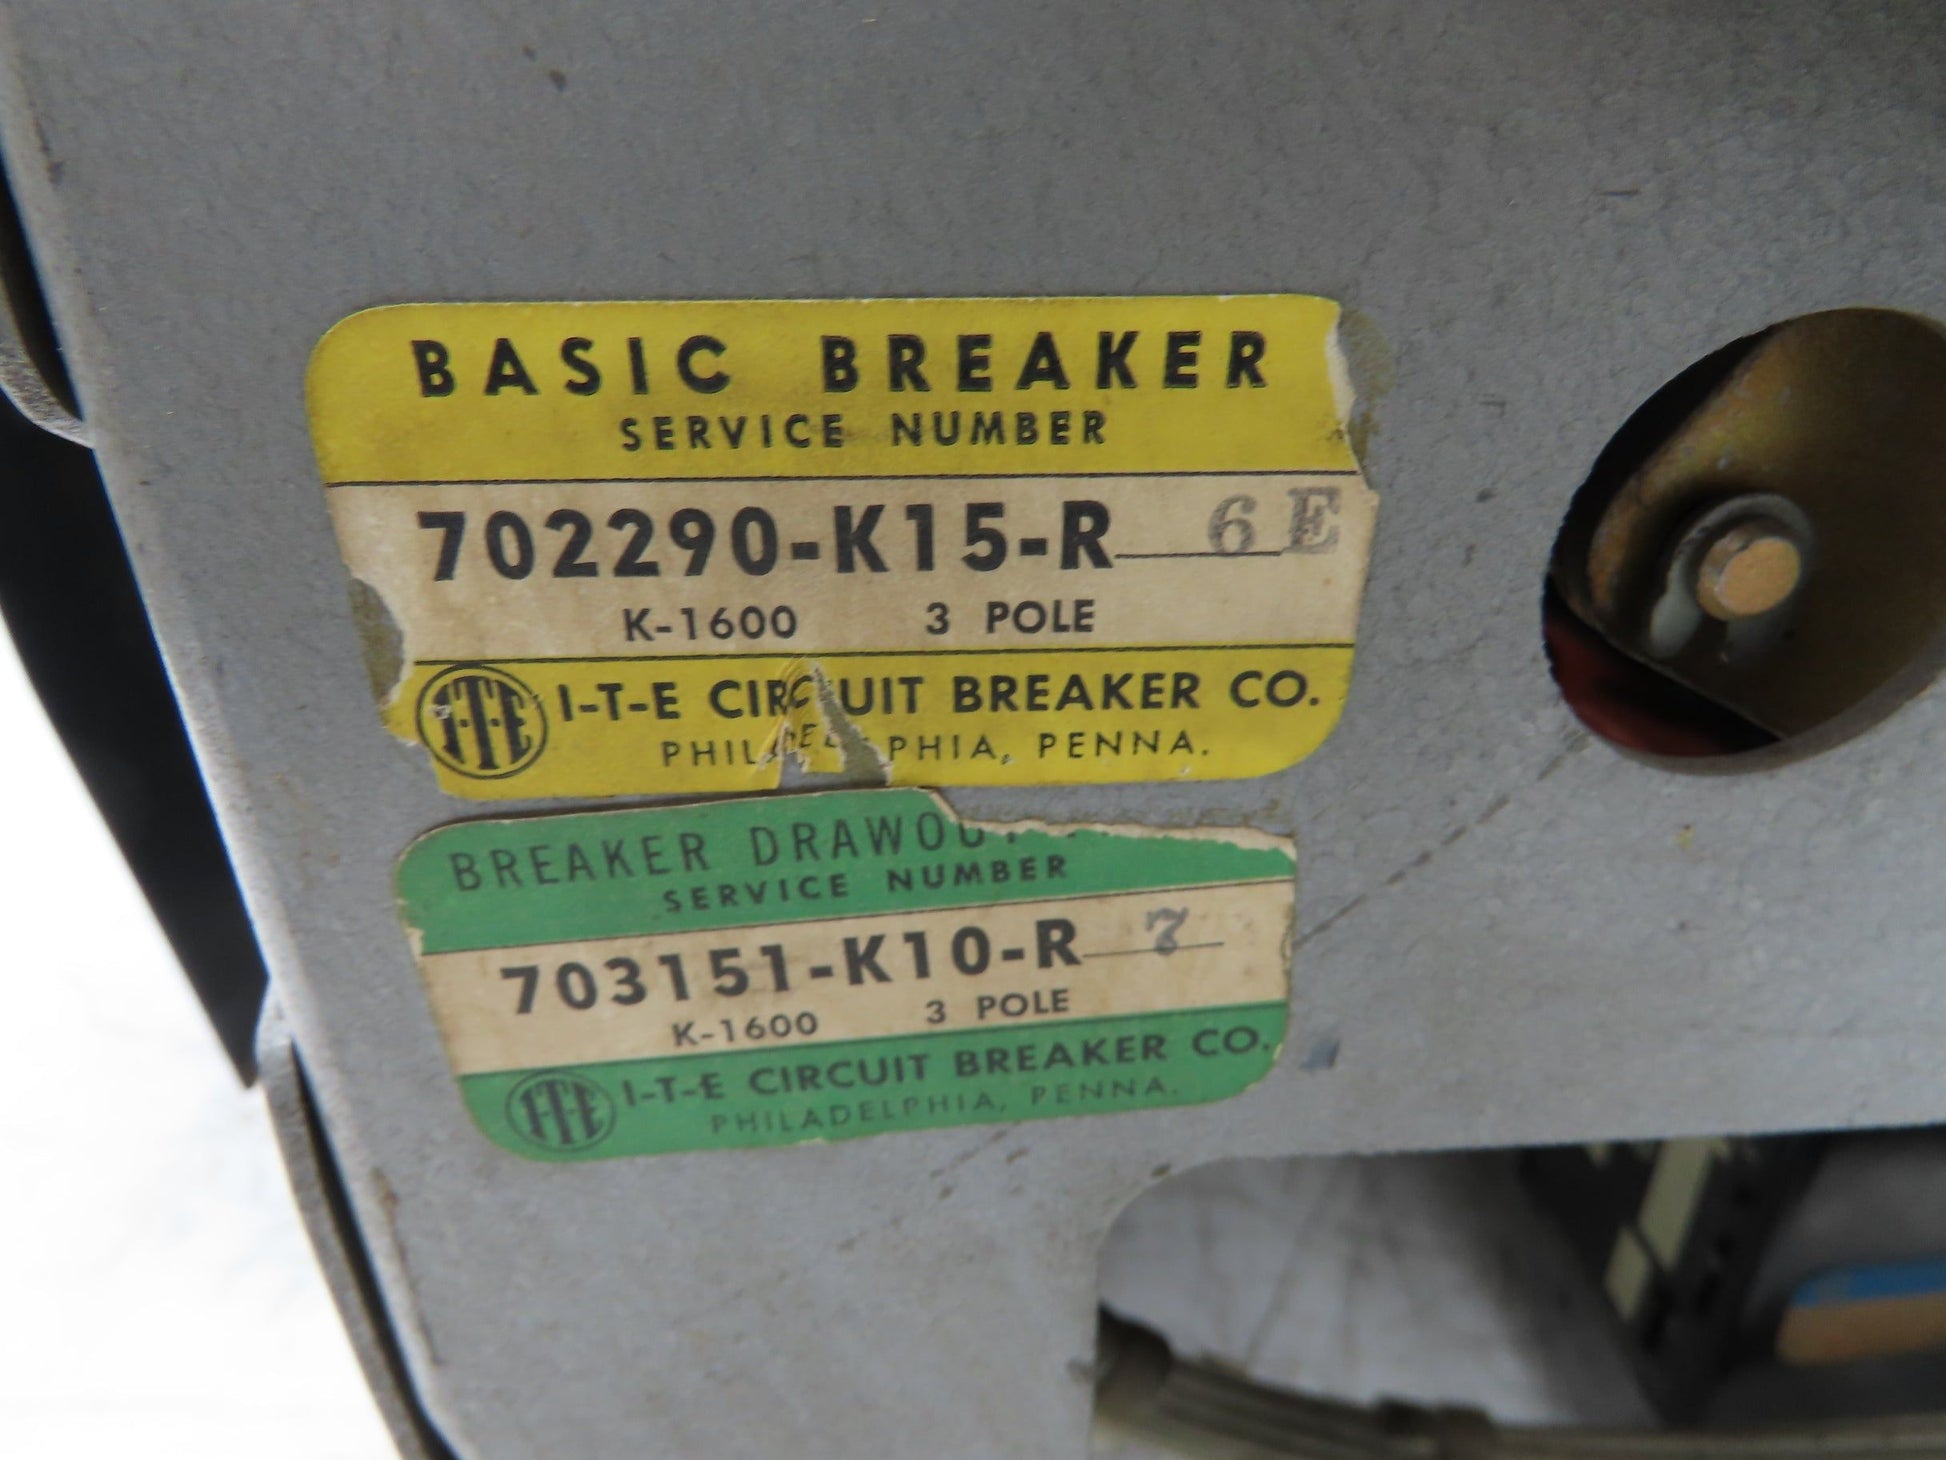 BASIC BREAKER
SERVICE NUMBER
702290-K15-R 6E
K-1600 3 POLE
I-T-E I-T-E CIRCUIT BREAKER CO.
PHILADELPHIA, PENNA.
BREAKER DRAWOUT
SERVICE NUMBER
703151-K10-R 7
K-1600 3 POLE
I-T-E I-T-E CIRCUIT BREAKER CO.
PHILADELPHIA, PENNA.